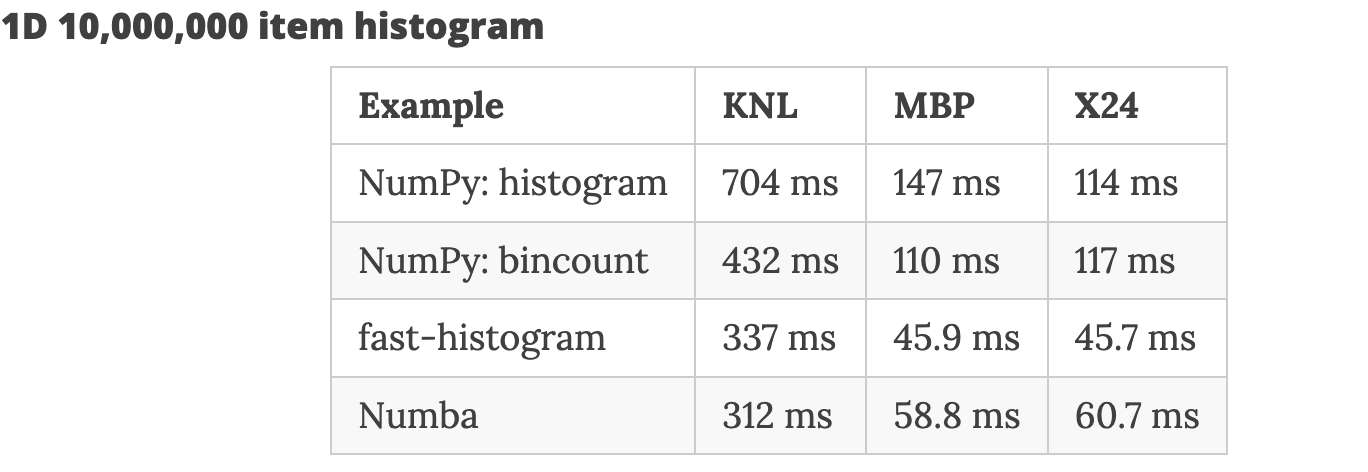 1D 10,000,000 item histogram
Example KNL MBP X24
NumPy: histogram 704 ms 147 ms 114 ms
NumPy: bincount 432 ms 110 ms 117 ms
fast-histogram 337 ms 45.9 ms 45.7 ms
Numba 312 ms 58.8 ms 60.7 ms